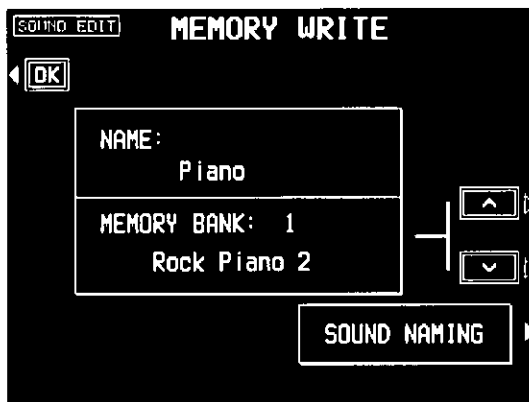 SOUND EDIT MEMORY WRITE
OK
NAME:
Piano
MEMORY BANK: 1
Rock Piano 2
SOUND NAMING